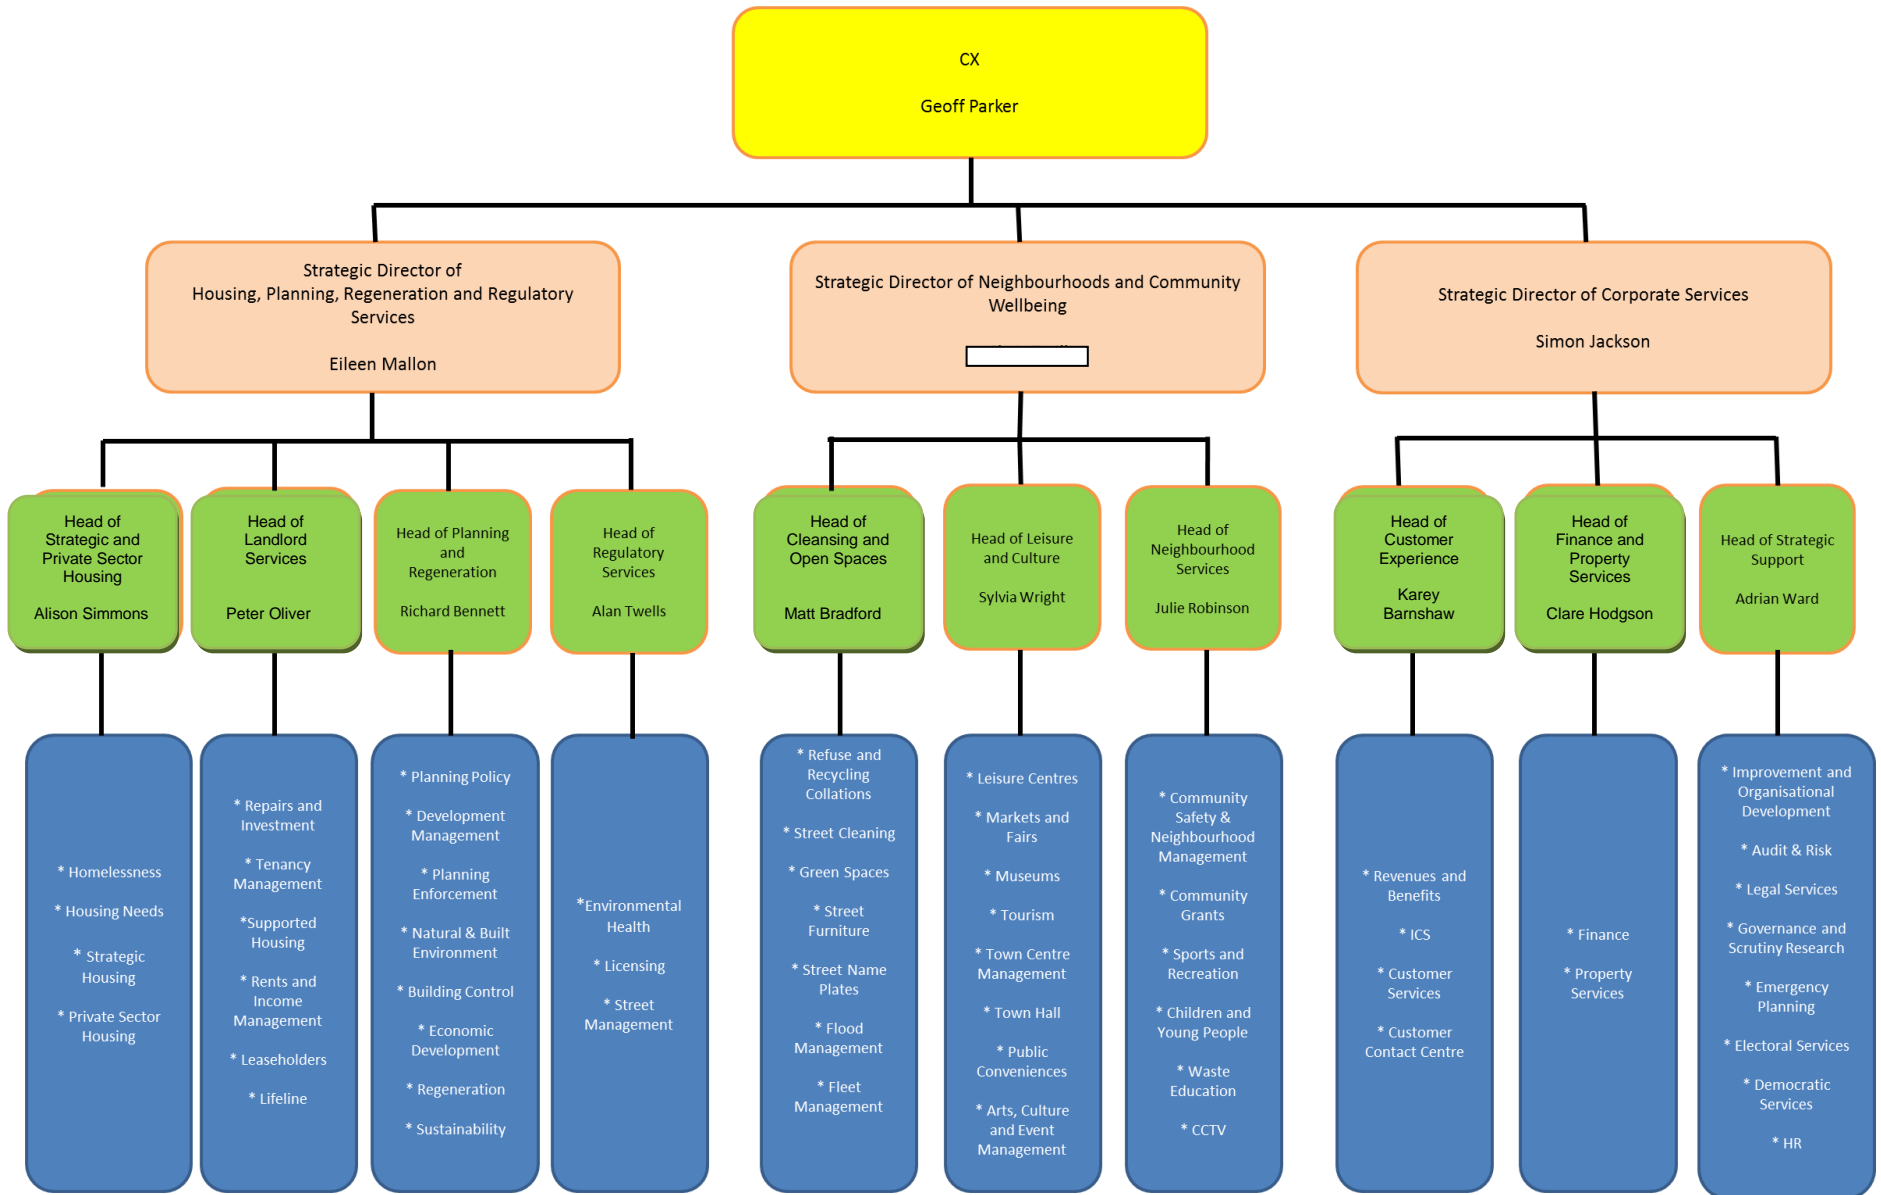 CX
Geoff Parker
Strategic Director of
Housing, Planning, Regeneration and Regulatory
Services
Eileen Mallon
Strategic Director of Neighbourhoods and Community
Wellbeing
Strategic Director of Corporate Services
Simon Jackson
Head of
Strategic and
Private Sector
Housing
Alison Simmons
Head of
Landlord
Services
Peter Oliver
Head of Planning
and
Regeneration
Richard Bennett
Head of
Regulatory
Services
Alan Twells
Head of
Cleansing and
Open Spaces
Matt Bradford
Head of Leisure
and Culture
Sylvia Wright
Head of
Neighbourhood
Services
Julie Robinson
Head of
Customer
Experience
Karey
Barnshaw
Head of
Finance and
Property
Services
Clare Hodgson
Head of Strategic
Support
Adrian Ward
* Homelessness
* Housing Needs
* Strategic
Housing
* Private Sector
Housing
* Repairs and
Investment
* Tenancy
Management
*Supported
Housing
* Rents and
Income
Management
* Leaseholders
* Lifeline
* Planning Policy
* Development
Management
* Planning
Enforcement
* Natural & Built
Environment
* Building Control
* Economic
Development
* Regeneration
* Sustainability
*Environmental
Health
* Licensing
* Street
Management
* Refuse and
Recycling
Collations
* Street Cleaning
* Green Spaces
* Street
Furniture
* Street Name
Plates
* Flood
Management
* Fleet
Management
* Leisure Centres
* Markets and
Fairs
* Museums
* Tourism
* Town Centre
Management
* Town Hall
* Public
Conveniences
* Arts, Culture
and Event
Management
* Community
Safety &
Neighbourhood
Management
* Community
Grants
* Sports and
Recreation
* Children and
Young People
* Waste
Education
* CCTV
* Revenues and
Benefits
* ICS
* Customer
Services
* Customer
Contact Centre
* Finance
* Property
Services
* Improvement and
Organisational
Development
* Audit & Risk
* Legal Services
* Governance and
Scrutiny Research
* Emergency
Planning
* Electoral Services
* Democratic
Services
* HR